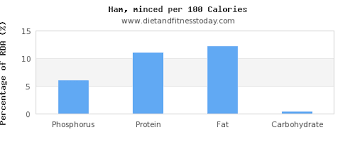 Ham, minced per 100 Calories
www.dietandfitnesstoday.com
Percentage of RDA (%)
15
10
5
0
Phosphorus Protein Fat Carbohydrate